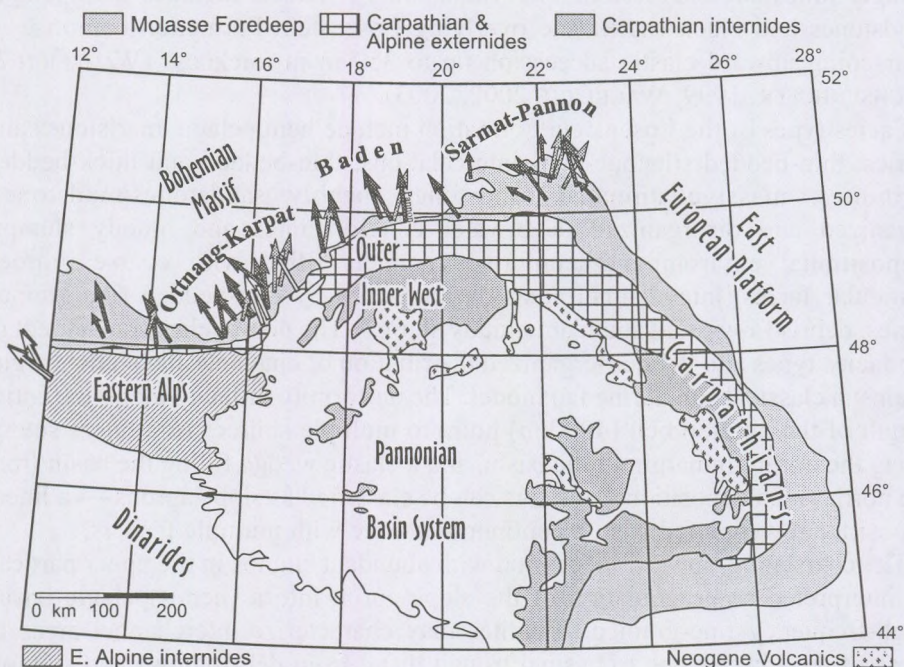 Molasse Foredeep
Carpathian &
Alpine externides
Carpathian internides
12°
14°
16°
18°
20°
22°
24°
26°
28°
52°
Bohemian
Massif
Baden
Sarmat-Pannon
50°
East
European Platform
Ottnang-Karpat
Outer
Inner West
48°
Eastern Alps
Carpathian
Pannonian
Basin System
46°
Dinarides
0 km 100 200
44°
E. Alpine internides
Neogene Volcanics